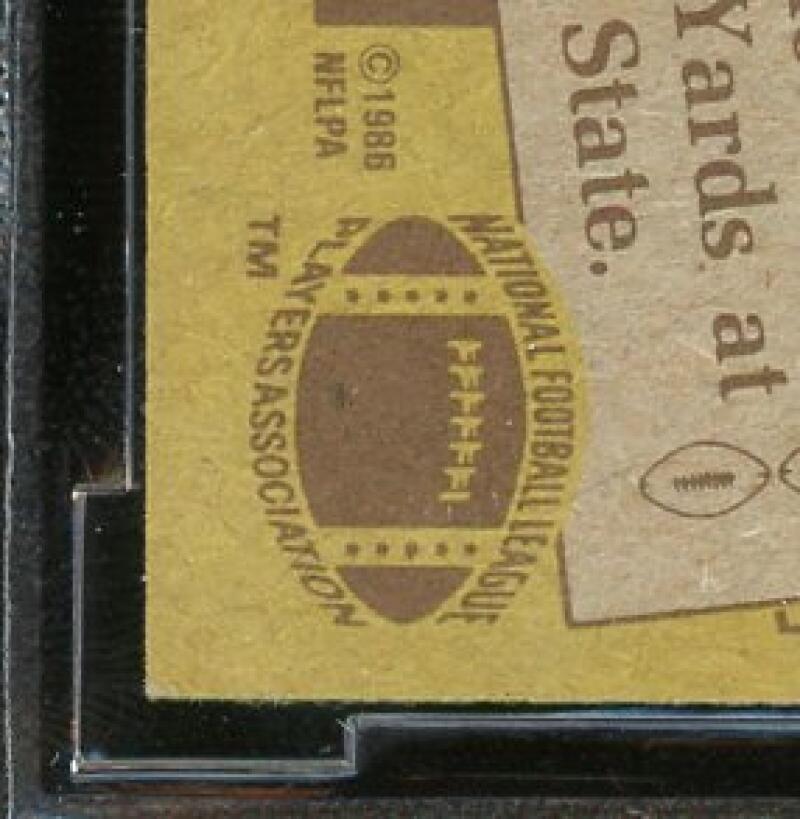 Yards at
State.
©1986
NFLPA
NATIONAL FOOTBALL LEAGUE
PLAYERS ASSOCIATION
TM